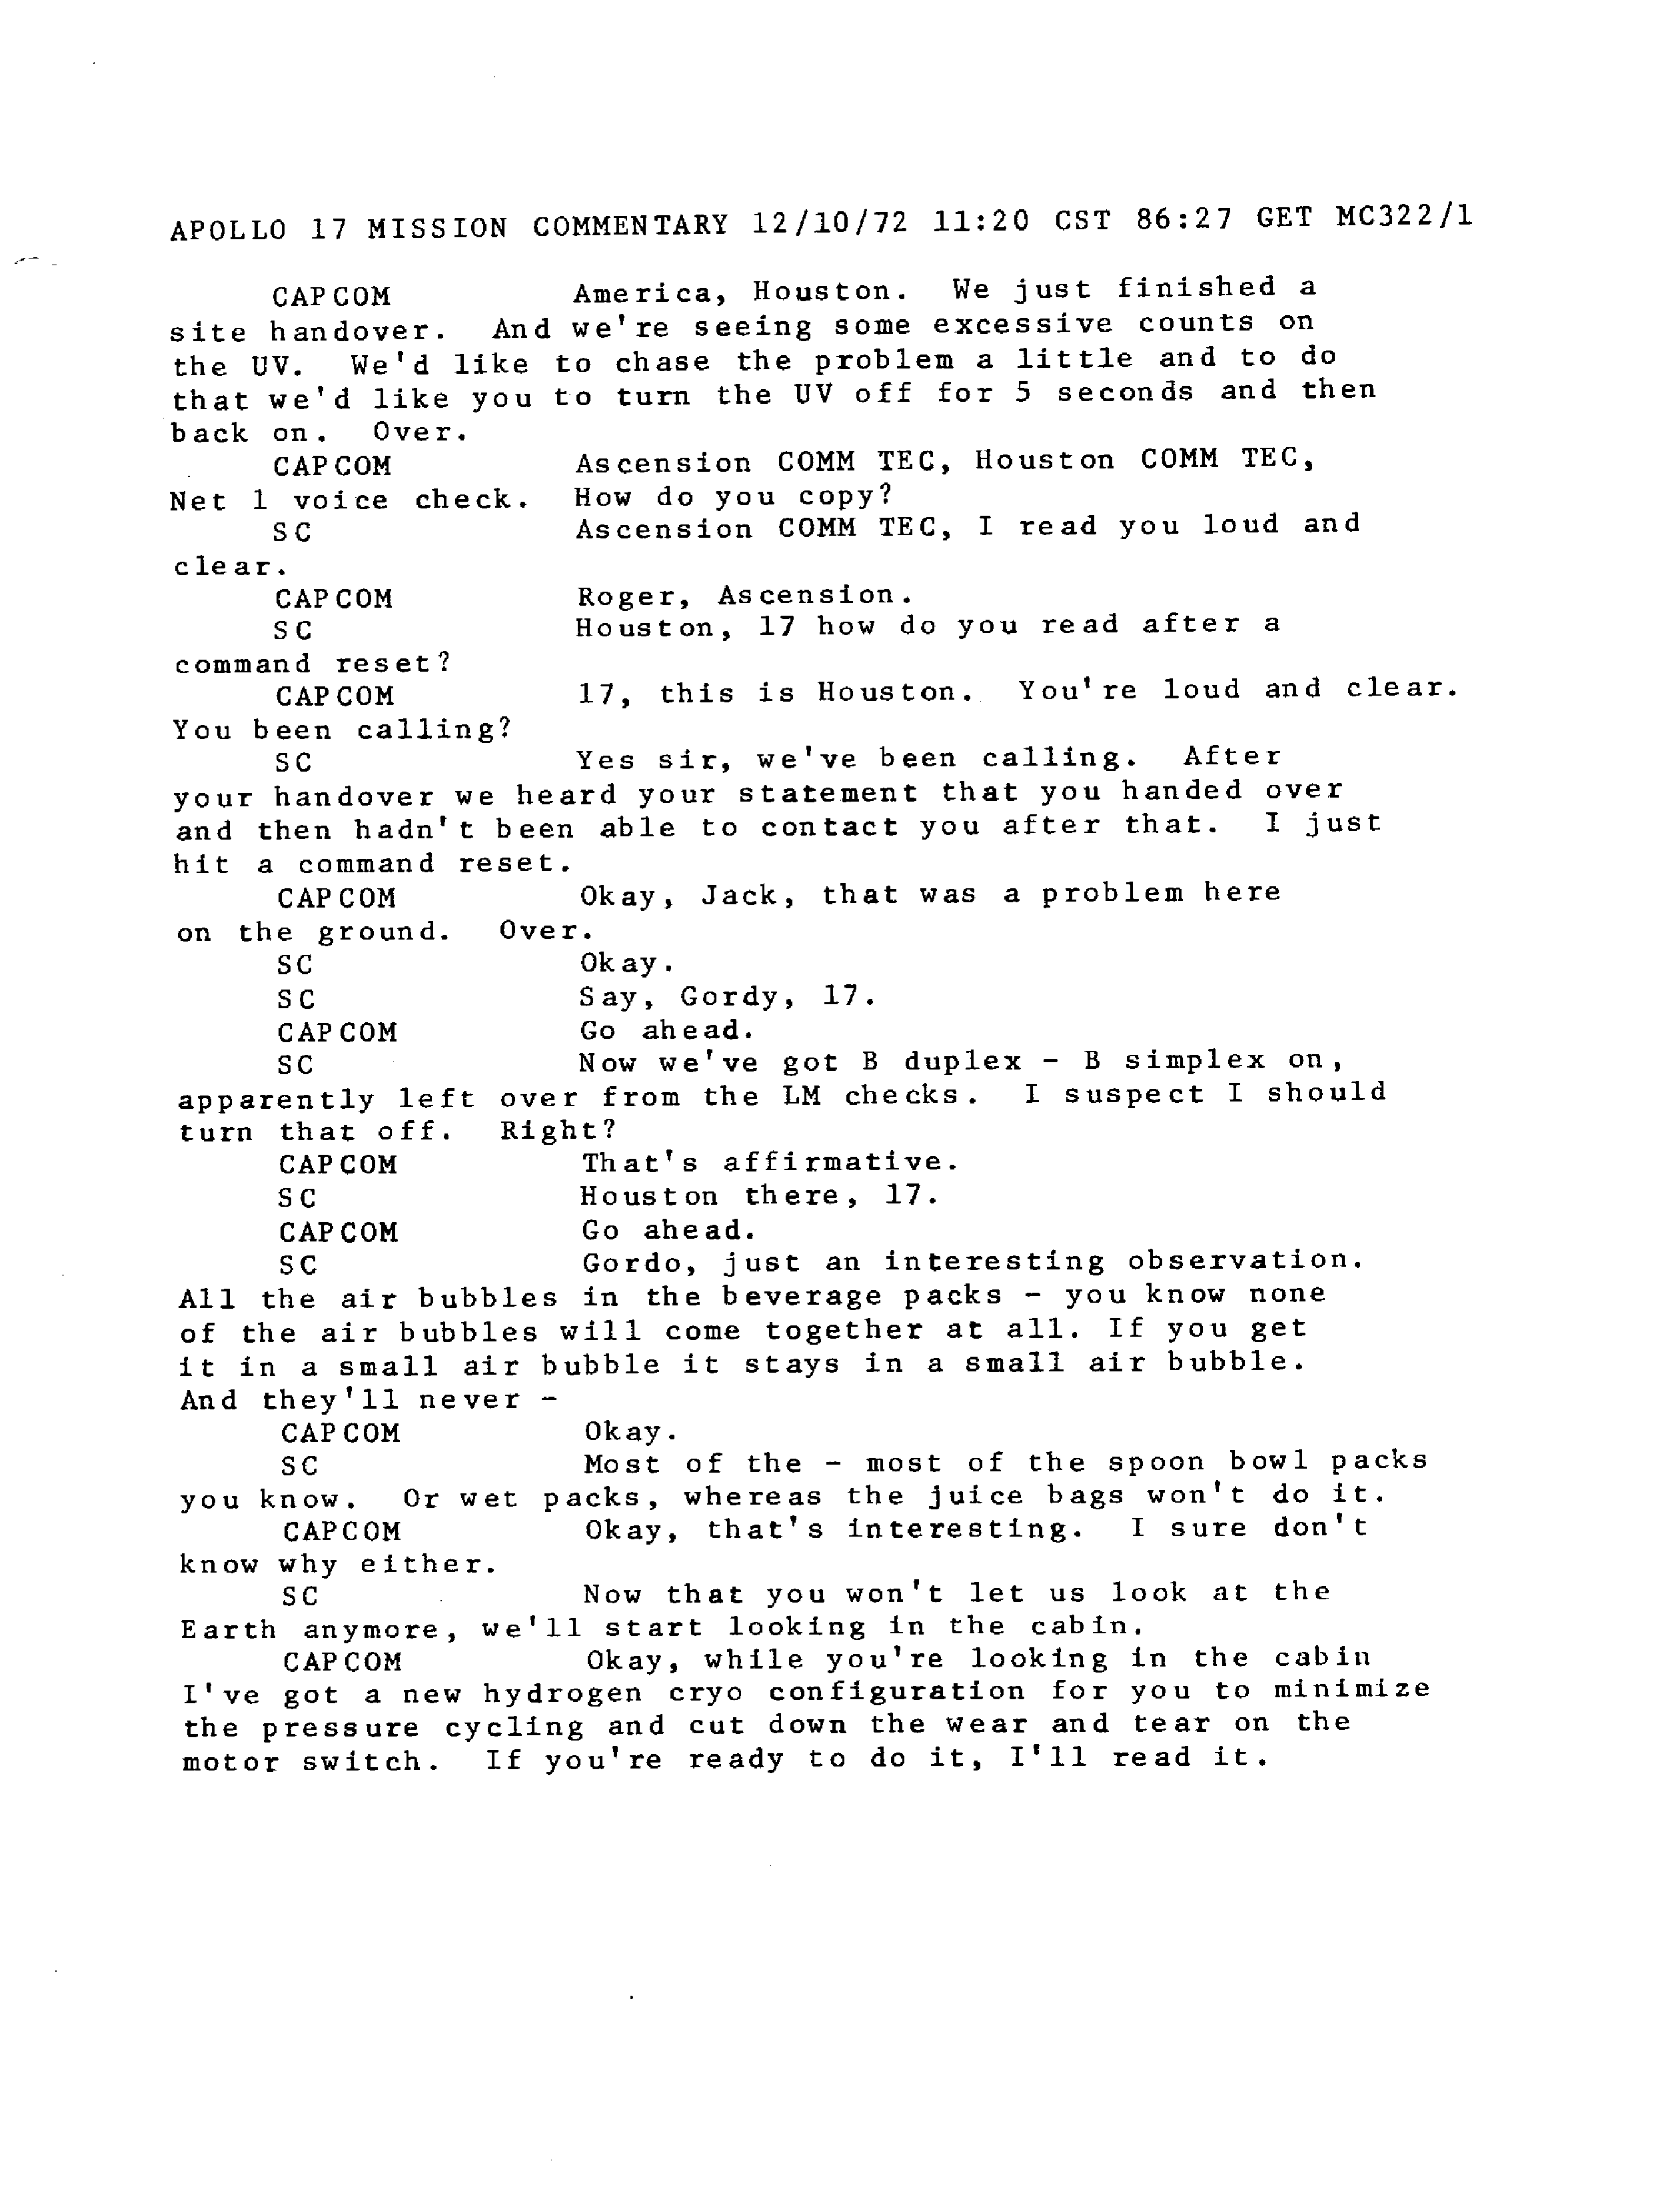 APOLLO 17 MISSION COMMENTARY 12/10/72 11:20 CST 86:27 GET MC322/1
CAPCOM America, Houston. We just finished a
site handover. And we're seeing some excessive counts on
the UV. We'd like to chase the problem a little and to do
that we'd like you to turn the UV off for 5 seconds and then
back on. Over.
CAPCOM Ascension COMM TEC, Houston COMM TEC,
Net 1 voice check. How do you copy?
SC Ascension COMM TEC, I read you loud and
clear.
CAPCOM Roger, Ascension.
SC Houston, 17 how do you read after a
command reset?
CAPCOM 17, this is Houston. You're loud and clear.
You been calling?
SC Yes sir, we've been calling. After
your handover we heard your statement that you handed over
and then hadn't been able to contact you after that. I just
hit a command reset.
CAPCOM Okay, Jack, that was a problem here
on the ground. Over.
SC Okay.
SC Say, Gordy, 17.
CAPCOM Go ahead.
SC Now we've got B duplex - B simplex on,
apparently left over from the LM checks. I suspect I should
turn that off. Right?
CAPCOM That's affirmative.
SC Houston there, 17.
CAPCOM Go ahead.
SC Gordo, just an interesting observation.
All the air bubbles in the beverage packs - you know none
of the air bubbles will come together at all. If you get
it in a small air bubble it stays in a small air bubble.
And they'll never -
CAPCOM Okay.
SC Most of the - most of the spoon bowl packs
you know. Or wet packs, whereas the juice bags won't do it.
CAPCOM Okay, that's interesting. I sure don't
know why either.
SC Now that you won't let us look at the
Earth anymore, we'll start looking in the cabin.
CAPCOM Okay, while you're looking in the cabin
I've got a new hydrogen cryo configuration for you to minimize
the pressure cycling and cut down the wear and tear on the
motor switch. If you're ready to do it, I'll read it.